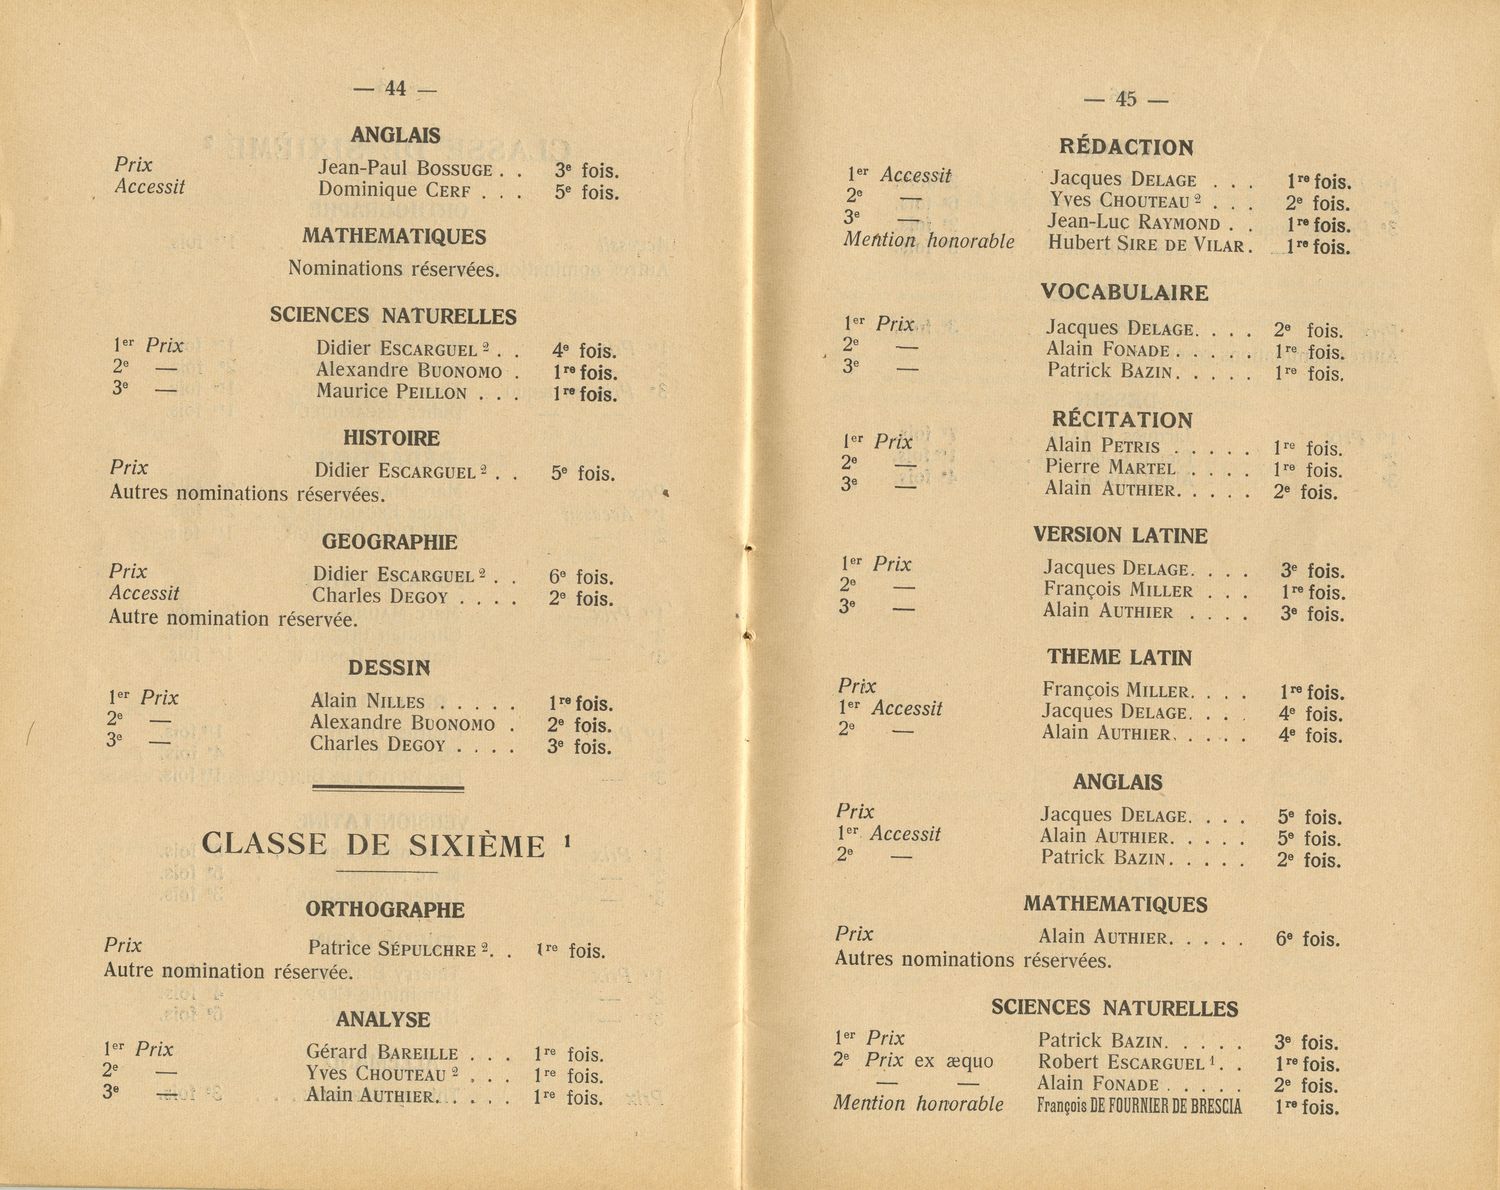 — 44 —
ANGLAIS
Prix Jean-Paul BOSSUGE . . 3e fois.
Accessit Dominique CERF . . . 5e fois.
MATHEMATIQUES
Nominations réservées.
SCIENCES NATURELLES
1er Prix Didier ESCARGUEL 2 . . 4e fois.
2e — Alexandre BUONOMO . 1re fois.
3e — Maurice PEILLON . . . 1re fois.
HISTOIRE
Prix Didier ESCARGUEL 2 . . 5e fois.
Autres nominations réservées.
GEOGRAPHIE
Prix Didier ESCARGUEL 2 . . 6e fois.
Accessit Charles DEGOY . . . . 2e fois.
Autre nomination réservée.
DESSIN
1er Prix Alain NILLES . . . . . 1re fois.
2e — Alexandre BUONOMO . 2e fois.
3e — Charles DEGOY . . . . 3e fois.
CLASSE DE SIXIÈME 1
ORTHOGRAPHE
Prix Patrice SÉPULCHRE 2. . 1re fois.
Autre nomination réservée.
ANALYSE
1er Prix Gérard BAREILLE . . . 1re fois.
2e — Yves CHOUTEAU 2 . . . 1re fois.
3e — Alain AUTHIER. . . . . 1re fois.
— 45 —
RÉDACTION
1er Accessit Jacques DELAGE . . . 1re fois.
2e — Yves CHOUTEAU 2 . . . 2e fois.
3e — Jean-Luc RAYMOND . . 1re fois.
Mention honorable Hubert SIRE DE VILAR. 1re fois.
VOCABULAIRE
1er Prix Jacques DELAGE. . . . 2e fois.
2e — Alain FONADE . . . . . 1re fois.
3e — Patrick BAZIN. . . . . 1re fois.
RÉCITATION
1er Prix Alain PETRIS . . . . . 1re fois.
2e — Pierre MARTEL . . . . 1re fois.
3e — Alain AUTHIER. . . . . 2e fois.
VERSION LATINE
1er Prix Jacques DELAGE. . . . 3e fois.
2e — François MILLER . . . 1re fois.
3e — Alain AUTHIER . . . . 3e fois.
THEME LATIN
Prix François MILLER. . . . 1re fois.
1er Accessit Jacques DELAGE. . . . 4e fois.
2e — Alain AUTHIER. . . . . 4e fois.
ANGLAIS
Prix Jacques DELAGE. . . . 5e fois.
1er Accessit Alain AUTHIER. . . . . 5e fois.
2e — Patrick BAZIN. . . . . 2e fois.
MATHEMATIQUES
Prix Alain AUTHIER. . . . . 6e fois.
Autres nominations réservées.
SCIENCES NATURELLES
1er Prix Patrick BAZIN. . . . . 3e fois.
2e Prix ex æquo Robert ESCARGUEL 1. . 1re fois.
— — Alain FONADE . . . . . 2e fois.
Mention honorable François DE FOURNIER DE BRESCIA 1re fois.